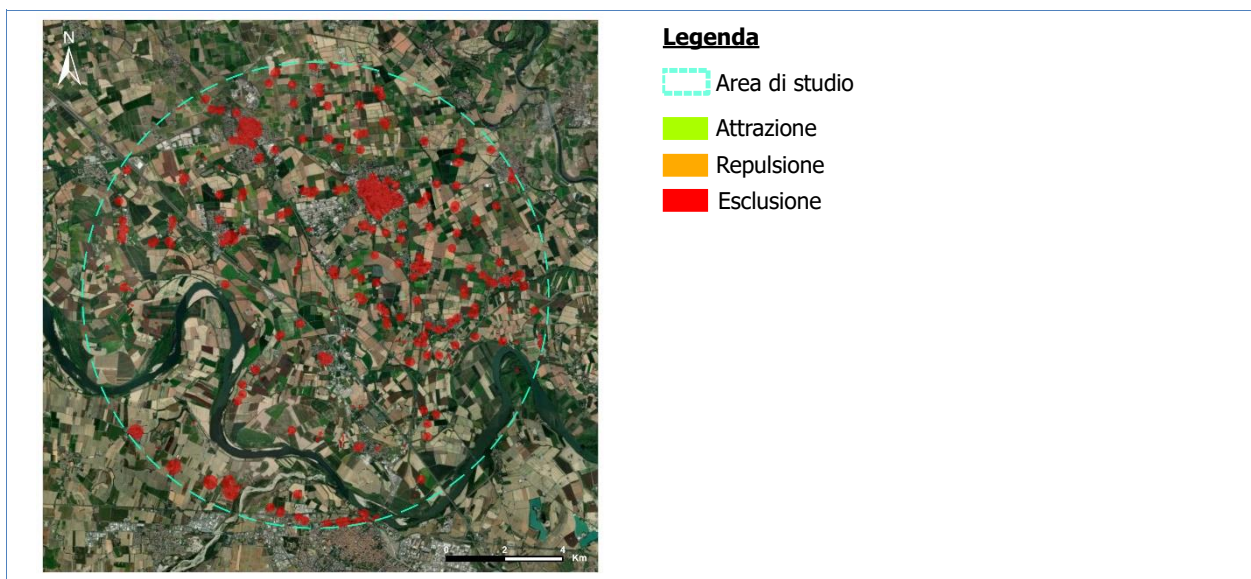 N
0 2 4
Km
Legenda
Area di studio
Attrazione
Repulsione
Esclusione